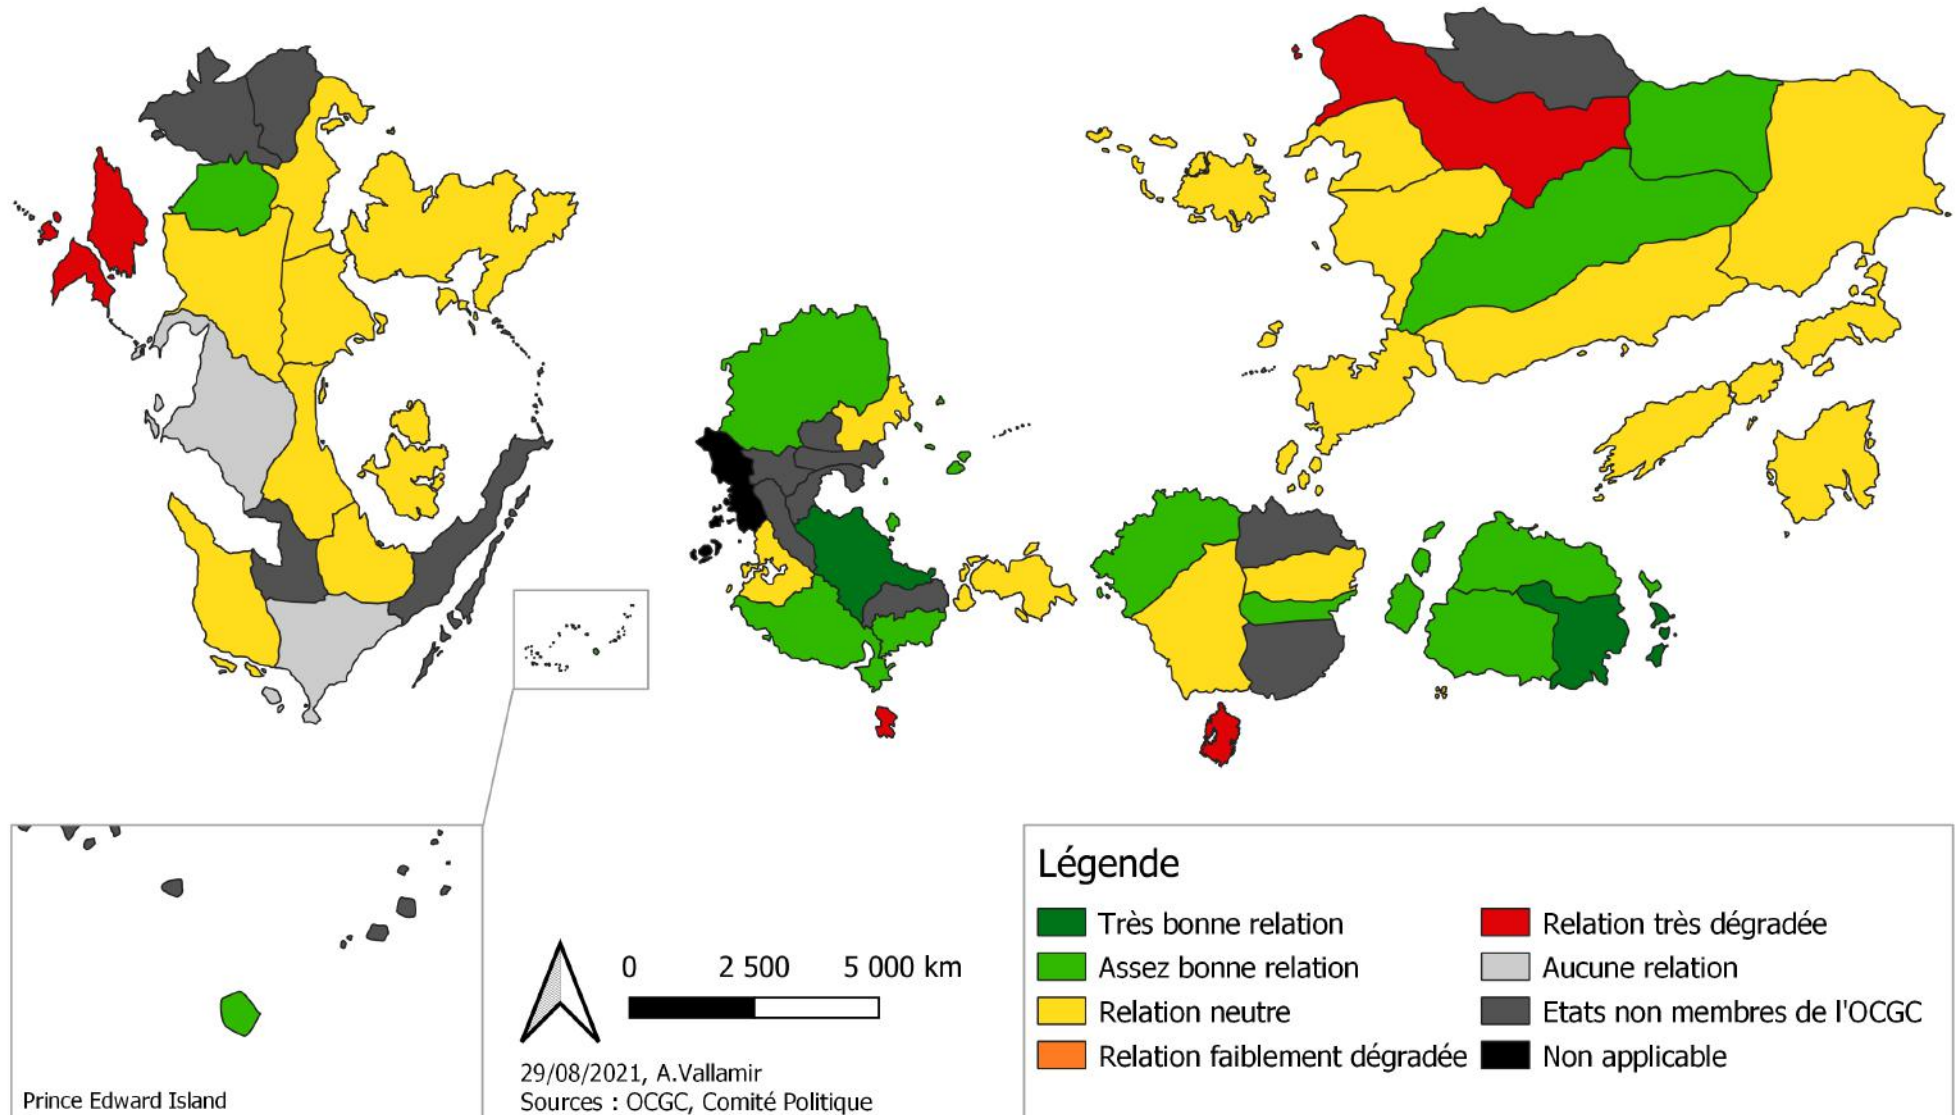 Prince Edward Island
0 2 500 5 000 km
29/08/2021, A.Vallamir
Sources : OCGC, Comité Politique
Légende
Très bonne relation
Assez bonne relation
Relation neutre
Relation faiblement dégradée
Relation très dégradée
Aucune relation
Etats non membres de l'OCGC
Non applicable